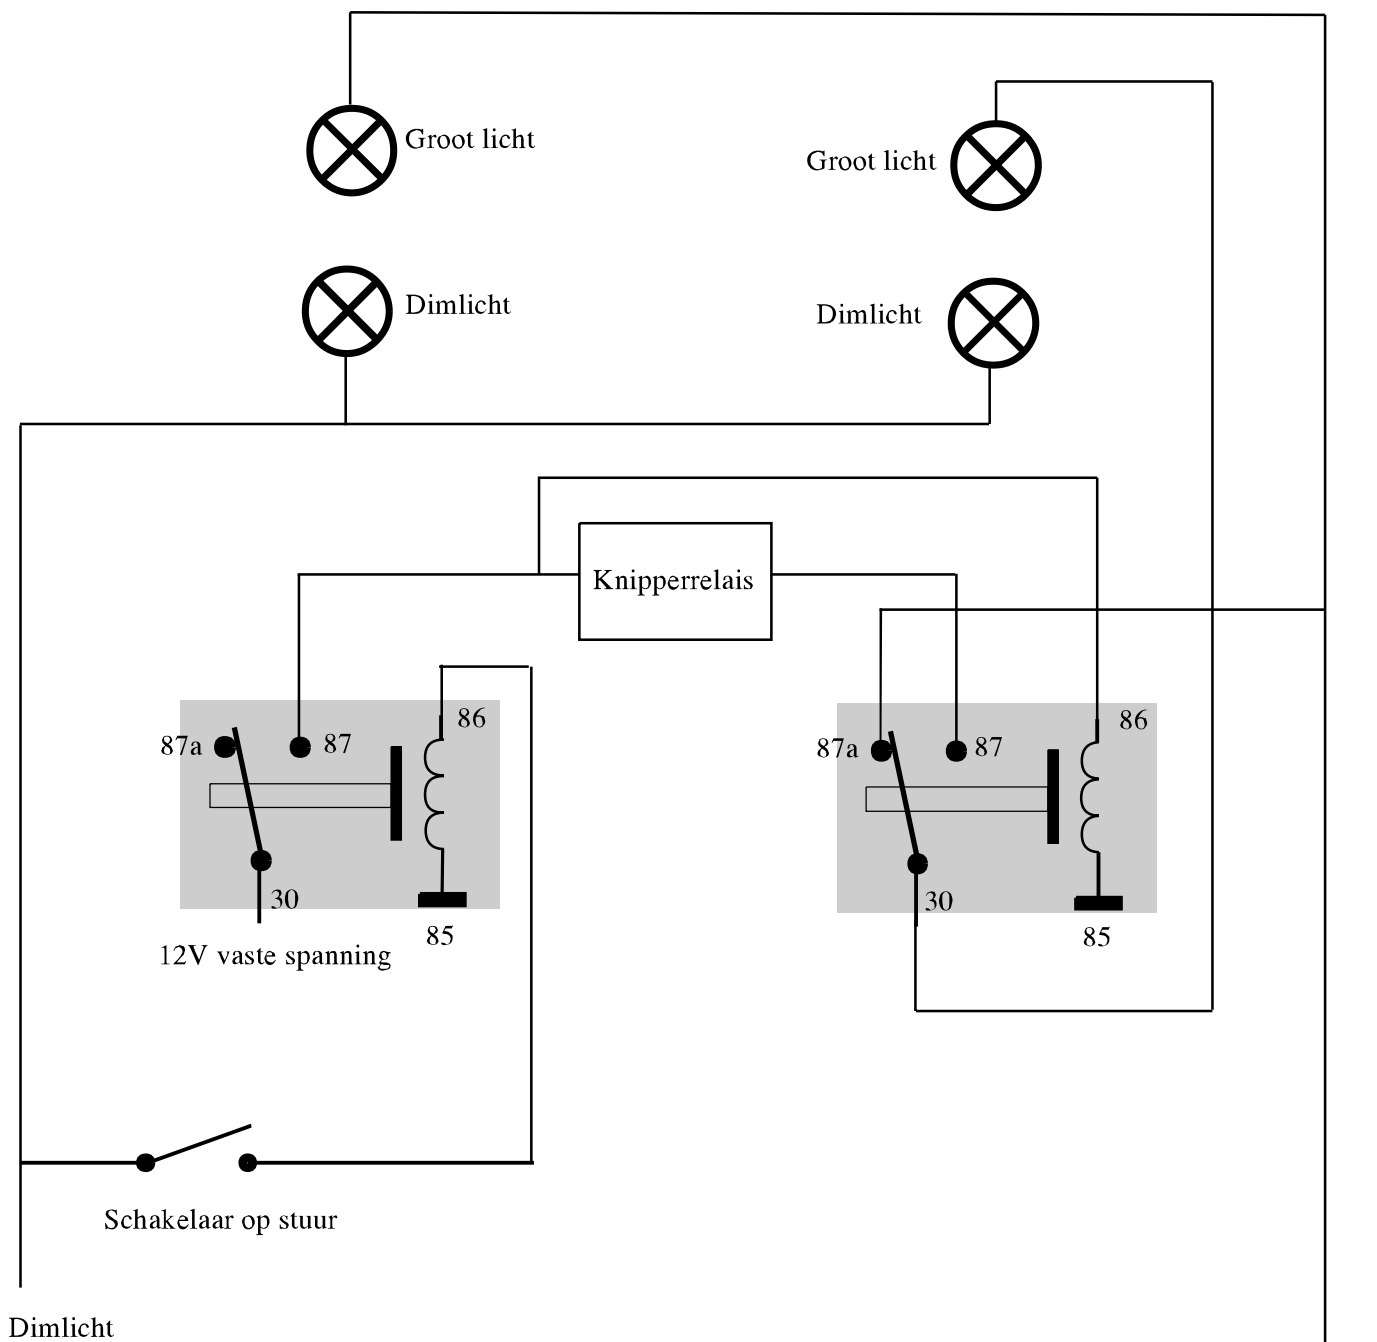 Groot licht
Groot licht
Dimlicht
Dimlicht
Knipperrelais
86
86
87a
87
87a
87
30
30
85
85
12V vaste spanning
Schakelaar op stuur
Dimlicht